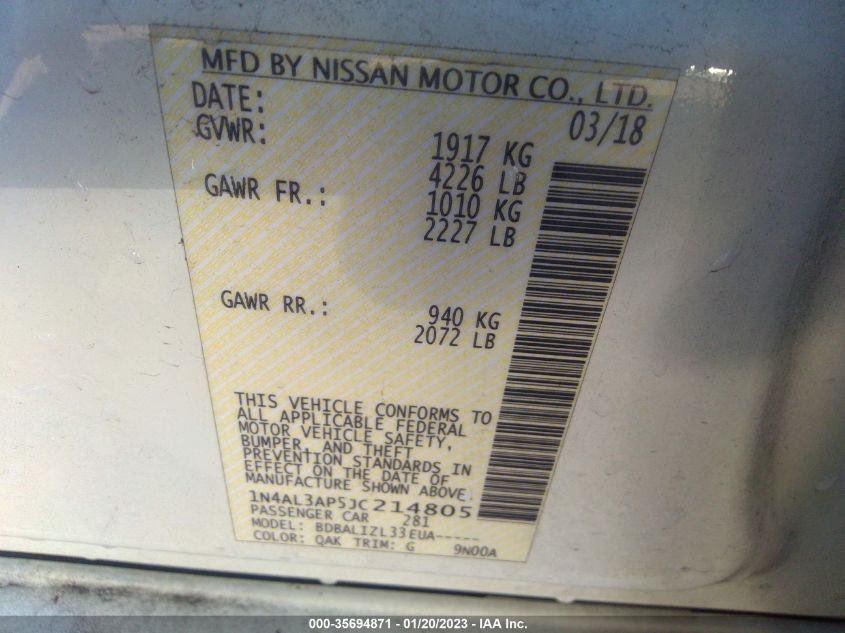 MFD BY NISSAN MOTOR CO., LTD.
DATE: 03/18
GVWR: 1917 KG
4226 LB
GAWR FR.: 1010 KG
2227 LB
GAWR RR.: 940 KG
2072 LB
THIS VEHICLE CONFORMS TO
ALL APPLICABLE FEDERAL
MOTOR VEHICLE SAFETY,
BUMPER, AND THEFT
PREVENTION STANDARDS IN
EFFECT ON THE DATE OF
MANUFACTURE SHOWN ABOVE.
1N4AL3AP5JC214805
PASSENGER CAR 281
MODEL: BDBALIZL33EUA-----
COLOR: QAK TRIM: G 9N00A
000-35694871 - 01/20/2023 - IAA Inc.